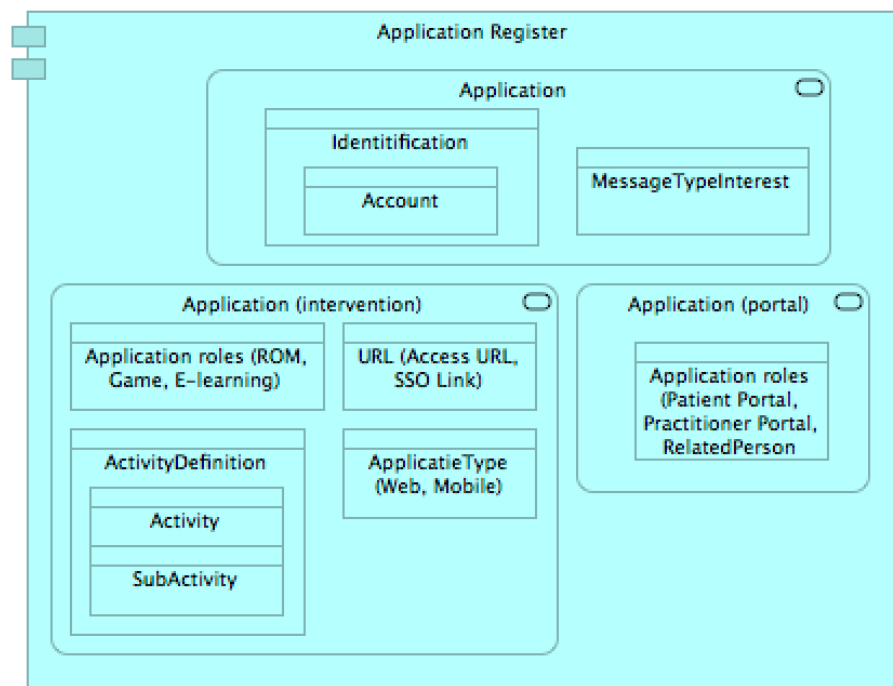 Application Register
Application
Identitification
Account
MessageTypeInterest
Application (intervention)
Application roles (ROM,
Game, E-learning)
URL (Access URL,
SSO Link)
ActivityDefinition
Activity
SubActivity
ApplicatieType
(Web, Mobile)
Application (portal)
Application roles
(Patient Portal,
Practitioner Portal,
RelatedPerson